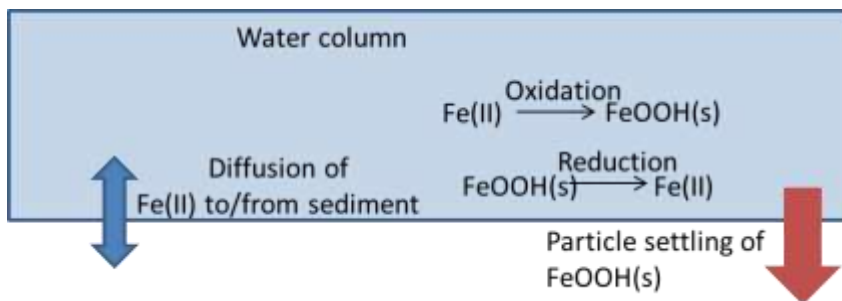 Water column
Oxidation
Fe(II) FeOOH(s)
Diffusion of
Fe(II) to/from sediment
Reduction
FeOOH(s) Fe(II)
Particle settling of
FeOOH(s)